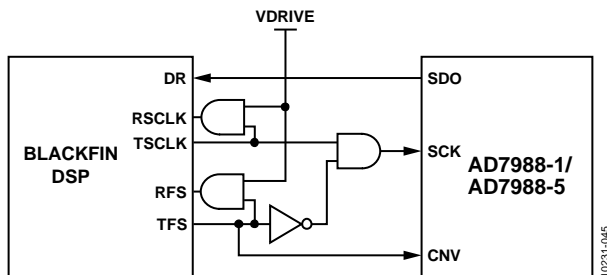 VDRIVE
DR
RSCLK
TSCLK
RFS
TFS
BLACKFIN
DSP
SDO
SCK
CNV
AD7988-1/
AD7988-5
10231-045